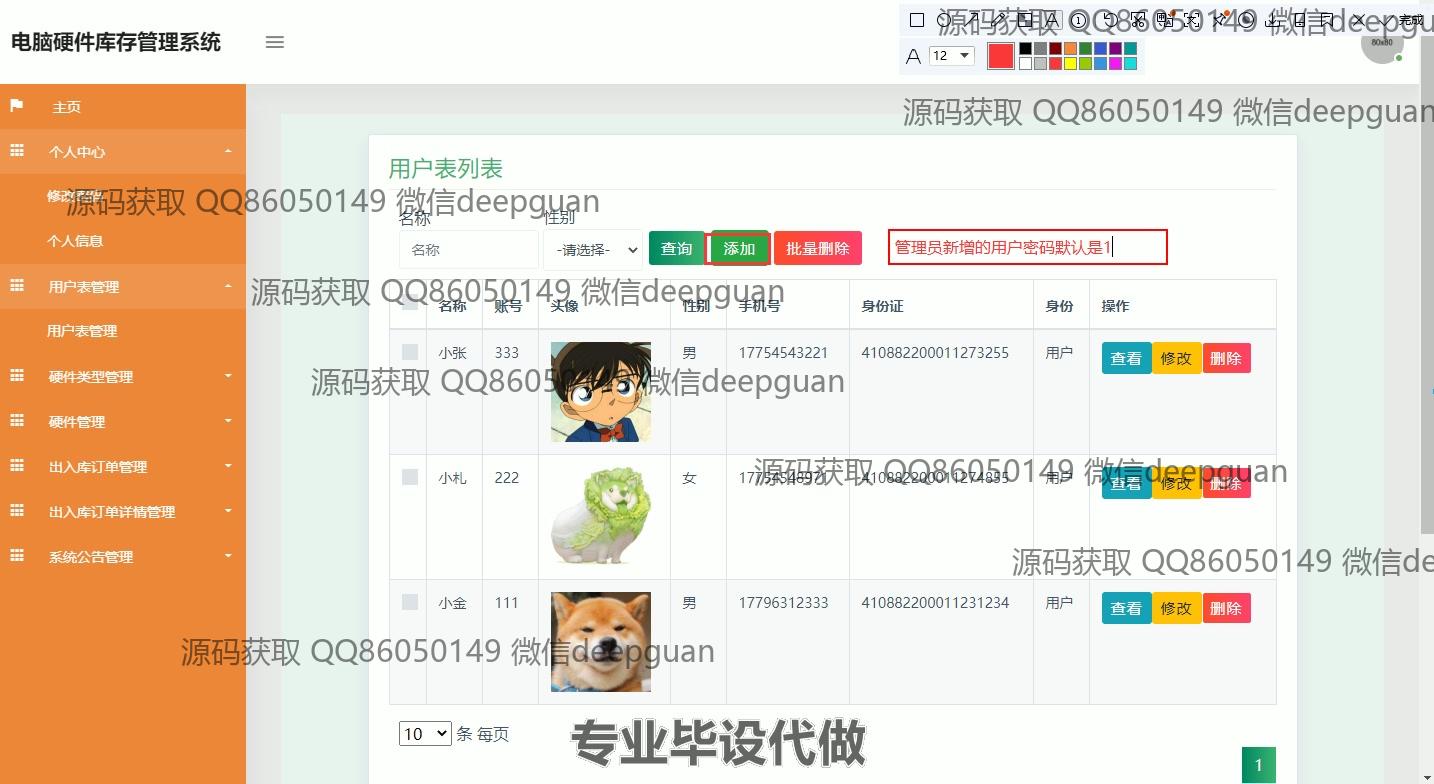 电脑硬件库存管理系统
完成
12
80x80
源码获取 QQ86050149 微信deepguan
源码获取 QQ86050149 微信deepguan
主页
个人中心
修改密码
个人信息
用户表管理
用户表管理
硬件类型管理
硬件管理
出入库订单管理
出入库订单详情管理
系统公告管理
用户表列表
源码获取 QQ86050149 微信deepguan
名称 性别
名称 -请选择- 查询 添加 批量删除 管理员新增的用户密码默认是1
源码获取 QQ86050149 微信deepguan
名称 账号 头像 性别 手机号 身份证 身份 操作
小张 333 男 17754543221 410882200011273255 用户 查看 修改 删除
源码获取 QQ86050149 微信deepguan
源码获取 QQ86050149 微信deepguan
小札 222 女 410882200011274855 用户 查看 修改 删除
源码获取 QQ86050149 微信de
小金 111 男 17796312333 410882200011231234 用户 查看 修改 删除
源码获取 QQ86050149 微信deepguan
10 条 每页
专业毕设代做
1